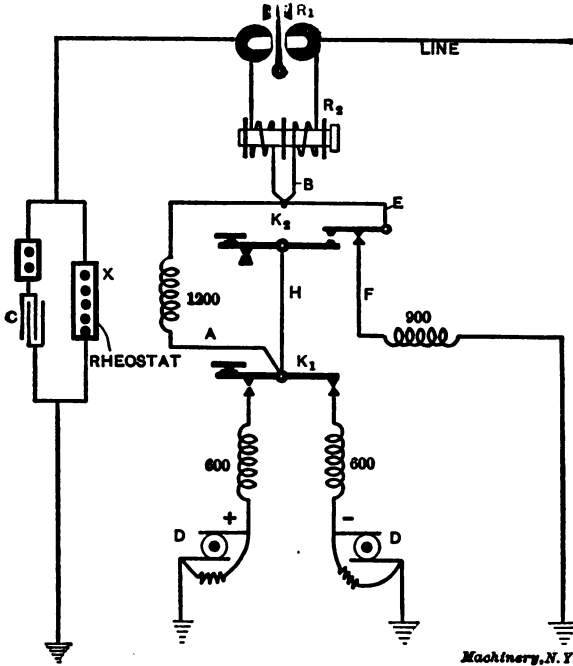 R1
LINE
R2
B
E
K2
1200
H
F
900
C
X
A
RHEOSTAT
K1
600
600
+
−
D
D
Machinery, N.Y